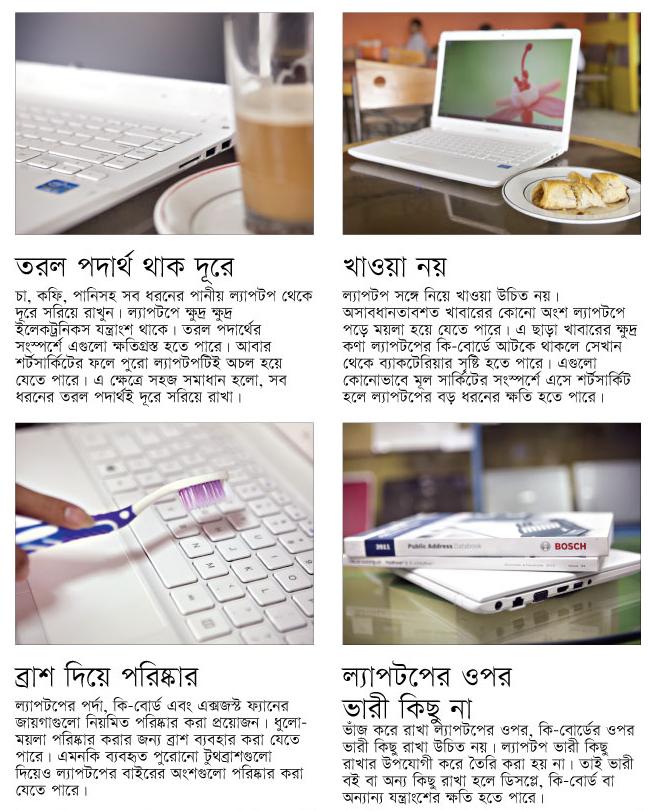 তরল পদার্থ থাক দূরে
চা, কফি, পানিসহ সব ধরনের পানীয় ল্যাপটপ থেকে
দূরে সরিয়ে রাখুন। ল্যাপটপে ক্ষুদ্র ক্ষুদ্র
ইলেকট্রনিকস যন্ত্রাংশ থাকে। তরল পদার্থের
সংস্পর্শে এগুলো ক্ষতিগ্রস্ত হতে পারে। আবার
শর্টসার্কিটের ফলে পুরো ল্যাপটপটিই অচল হয়ে
যেতে পারে। এ ক্ষেত্রে সহজ সমাধান হলো, সব
ধরনের তরল পদার্থই দূরে সরিয়ে রাখা।
খাওয়া নয়
ল্যাপটপ সঙ্গে নিয়ে খাওয়া উচিত নয়।
অসাবধানতাবশত খাবারের কোনো অংশ ল্যাপটপে
পড়ে ময়লা হয়ে যেতে পারে। এ ছাড়া খাবারের ক্ষুদ্র
কণা ল্যাপটপের কি-বোর্ডে আটকে থাকলে সেখান
থেকে ব্যাকটেরিয়ার সৃষ্টি হতে পারে। এগুলো
কোনোভাবে মূল সার্কিটের সংস্পর্শে এসে শর্টসার্কিট
হলে ল্যাপটপের বড় ধরনের ক্ষতি হতে পারে।
ব্রাশ দিয়ে পরিষ্কার
ল্যাপটপের পর্দা, কি-বোর্ড এবং এক্সজস্ট ফ্যানের
জায়গাগুলো নিয়মিত পরিষ্কার করা প্রয়োজন। ধুলো-
ময়লা পরিষ্কার করার জন্য ব্রাশ ব্যবহার করা যেতে
পারে। এমনকি ব্যবহৃত পুরোনো টুথব্রাশগুলো
দিয়েও ল্যাপটপের বাইরের অংশগুলো পরিষ্কার করা
যেতে পারে।
2011 Public Address Databook BOSCH
ল্যাপটপের ওপর
ভারী কিছু না
ভাঁজ করে রাখা ল্যাপটপের ওপর, কি-বোর্ডের ওপর
ভারী কিছু রাখা উচিত নয়। ল্যাপটপ ভারী কিছু
রাখার উপযোগী করে তৈরি করা হয় না। তাই ভারী
বই বা অন্য কিছু রাখা হলে ডিসপ্লে, কি-বোর্ড বা
অন্যান্য যন্ত্রাংশের ক্ষতি হতে পারে।